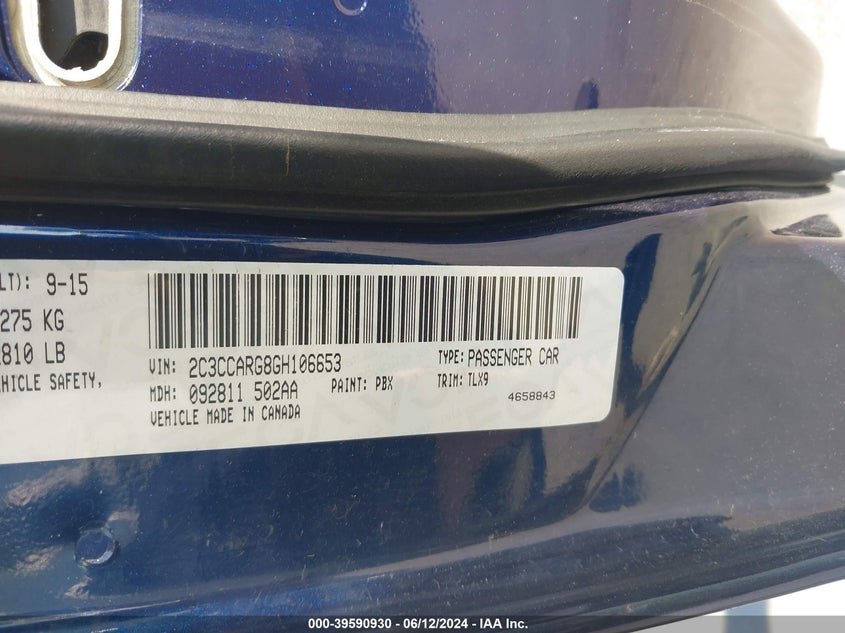 LT): 9-15
275 KG
810 LB
EHICLE SAFETY,
VIN: 2C3CCARG8GH106653
TYPE: PASSENGER CAR
MDH: 092811 502AA
PAINT: PBX
TRIM: TLX9
VEHICLE MADE IN CANADA
4658843
000-39590930 - 06/12/2024 - IAA Inc.